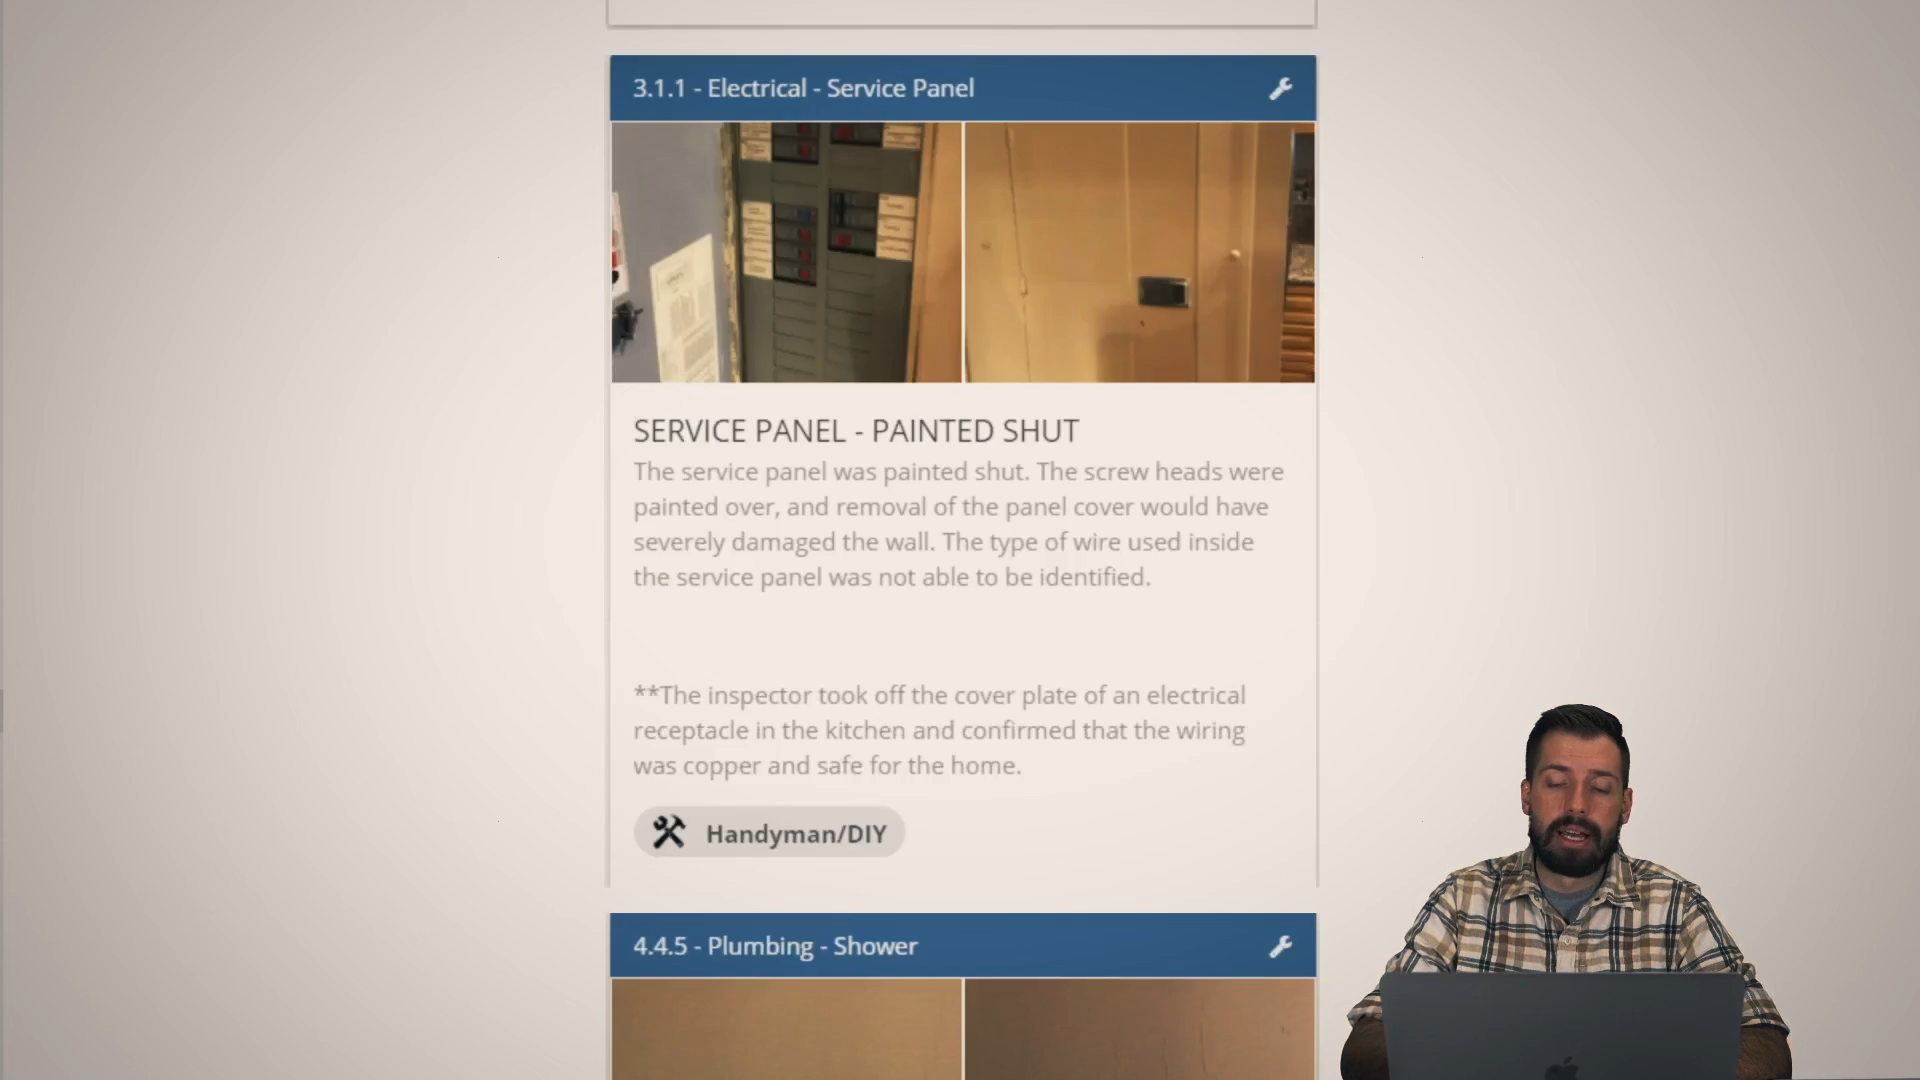 3.1.1 - Electrical - Service Panel
SERVICE PANEL - PAINTED SHUT
The service panel was painted shut. The screw heads were
painted over, and removal of the panel cover would have
severely damaged the wall. The type of wire used inside
the service panel was not able to be identified.
**The inspector took off the cover plate of an electrical
receptacle in the kitchen and confirmed that the wiring
was copper and safe for the home.
Handyman/DIY
4.4.5 - Plumbing - Shower